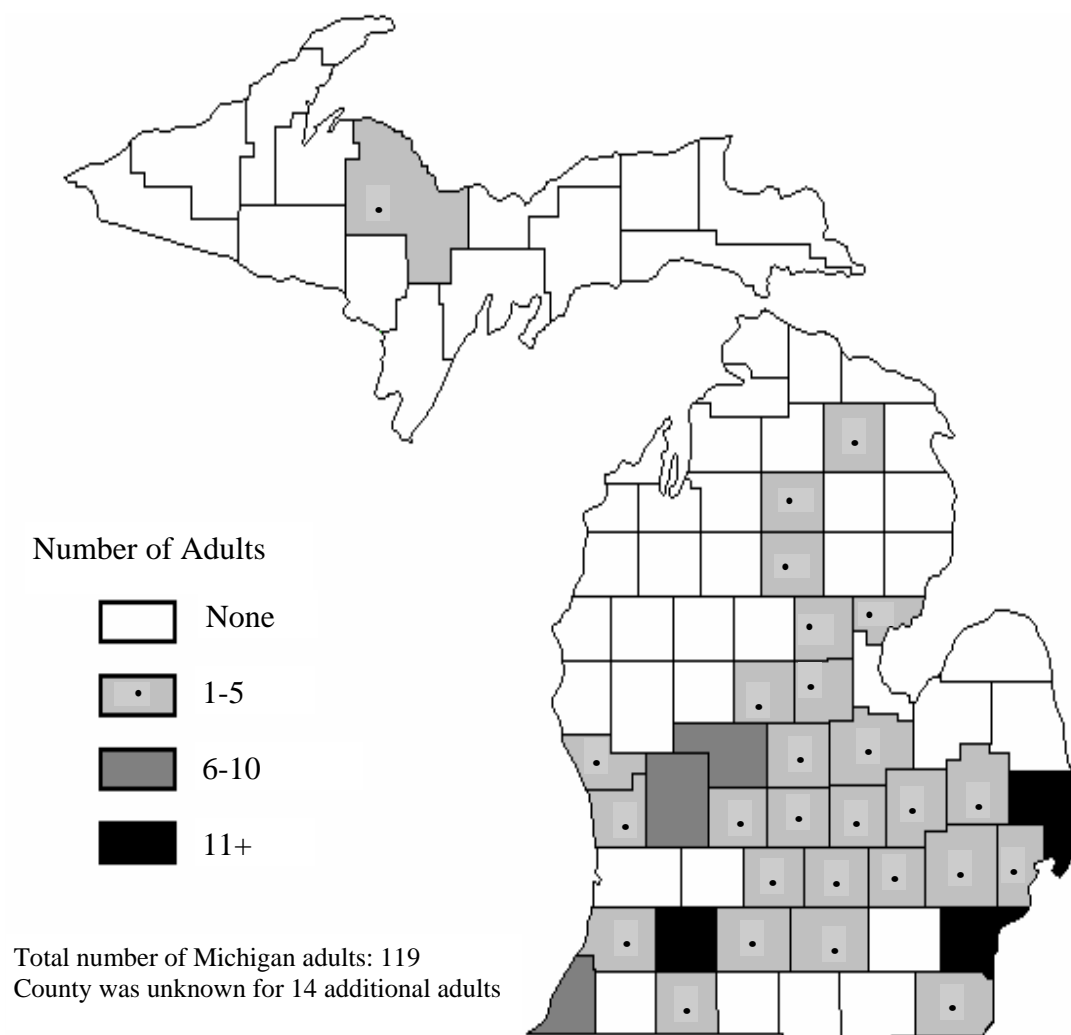 Number of Adults
None
1-5
6-10
11+
Total number of Michigan adults: 119
County was unknown for 14 additional adults